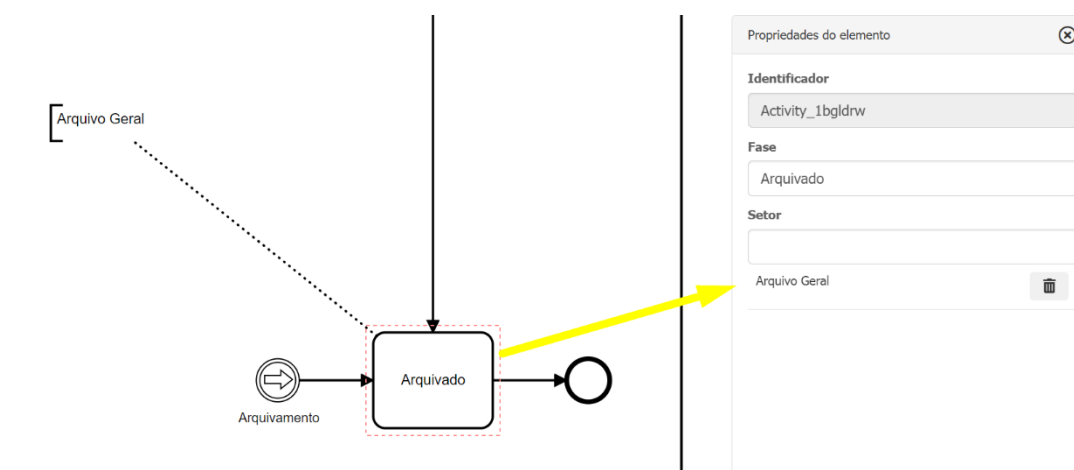 Arquivo Geral
Arquivado
Arquivamento
Propriedades do elemento
Identificador
Activity_1bgldrw
Fase
Arquivado
Setor
Arquivo Geral